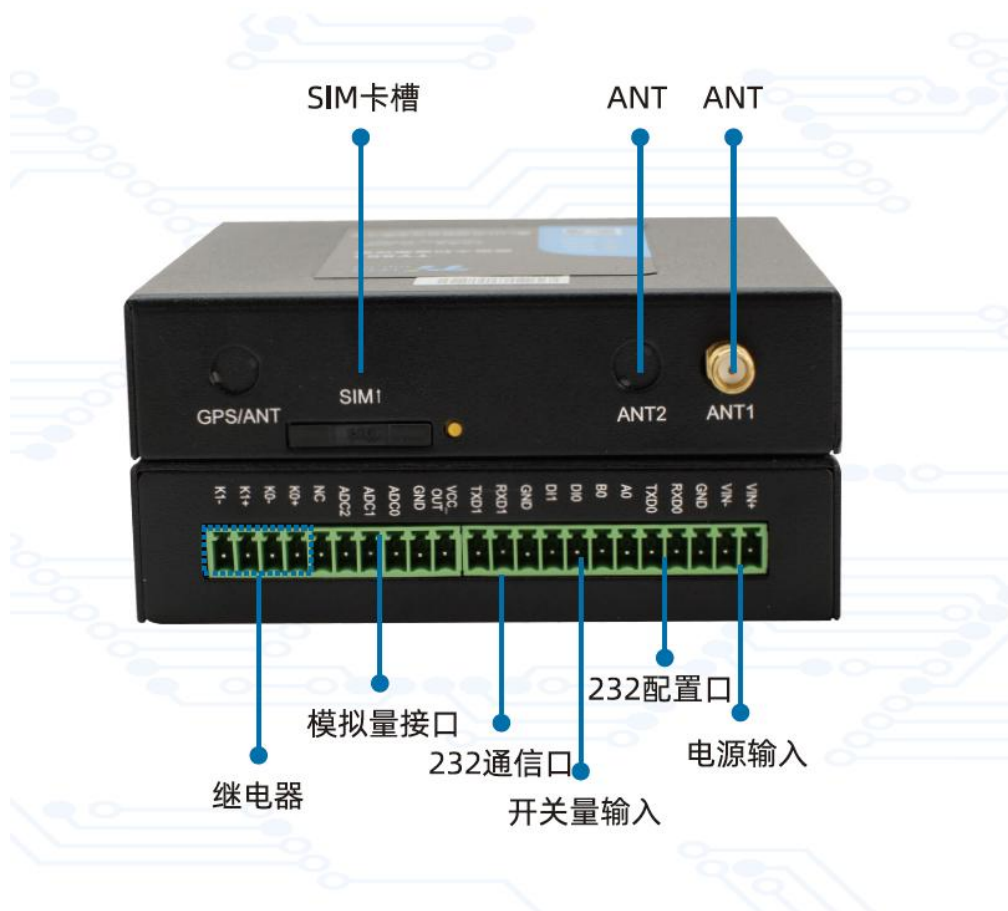 SIM卡槽
ANT
ANT
SIM↑
GPS/ANT
ANT2
ANT1
K1-
K1+
K0-
K0+
NC
ADC2
ADC1
ADC0
GND
VCC_OUT
TXD1
RXD1
GND
DI1
DI0
B0
A0
TXD0
RXD0
GND
VIN-
VIN+
232配置口
模拟量接口
232通信口
电源输入
继电器
开关量输入